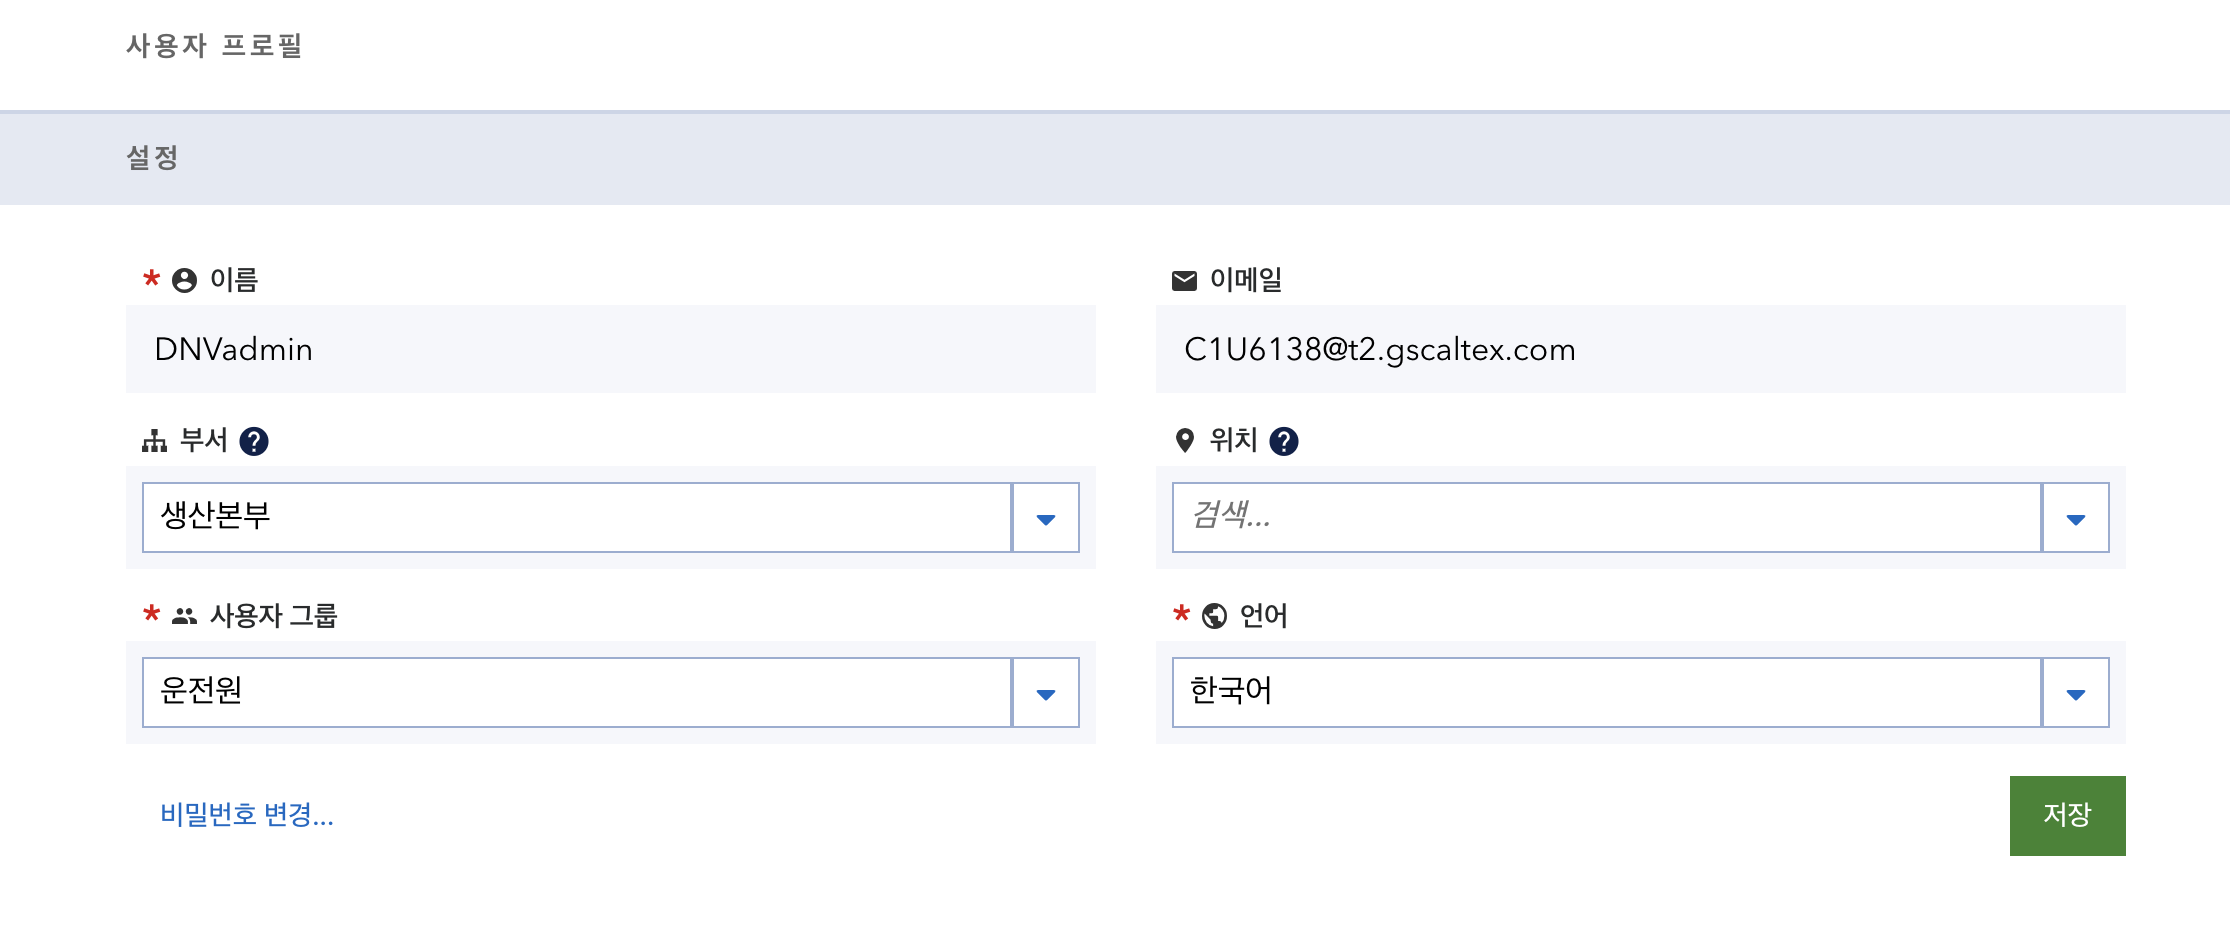 사용자 프로필
설정
* 이름
이메일
DNVadmin
C1U6138@t2.gscaltex.com
부서 ?
위치 ?
생산본부
검색...
* 사용자 그룹
* 언어
운전원
한국어
비밀번호 변경...
저장